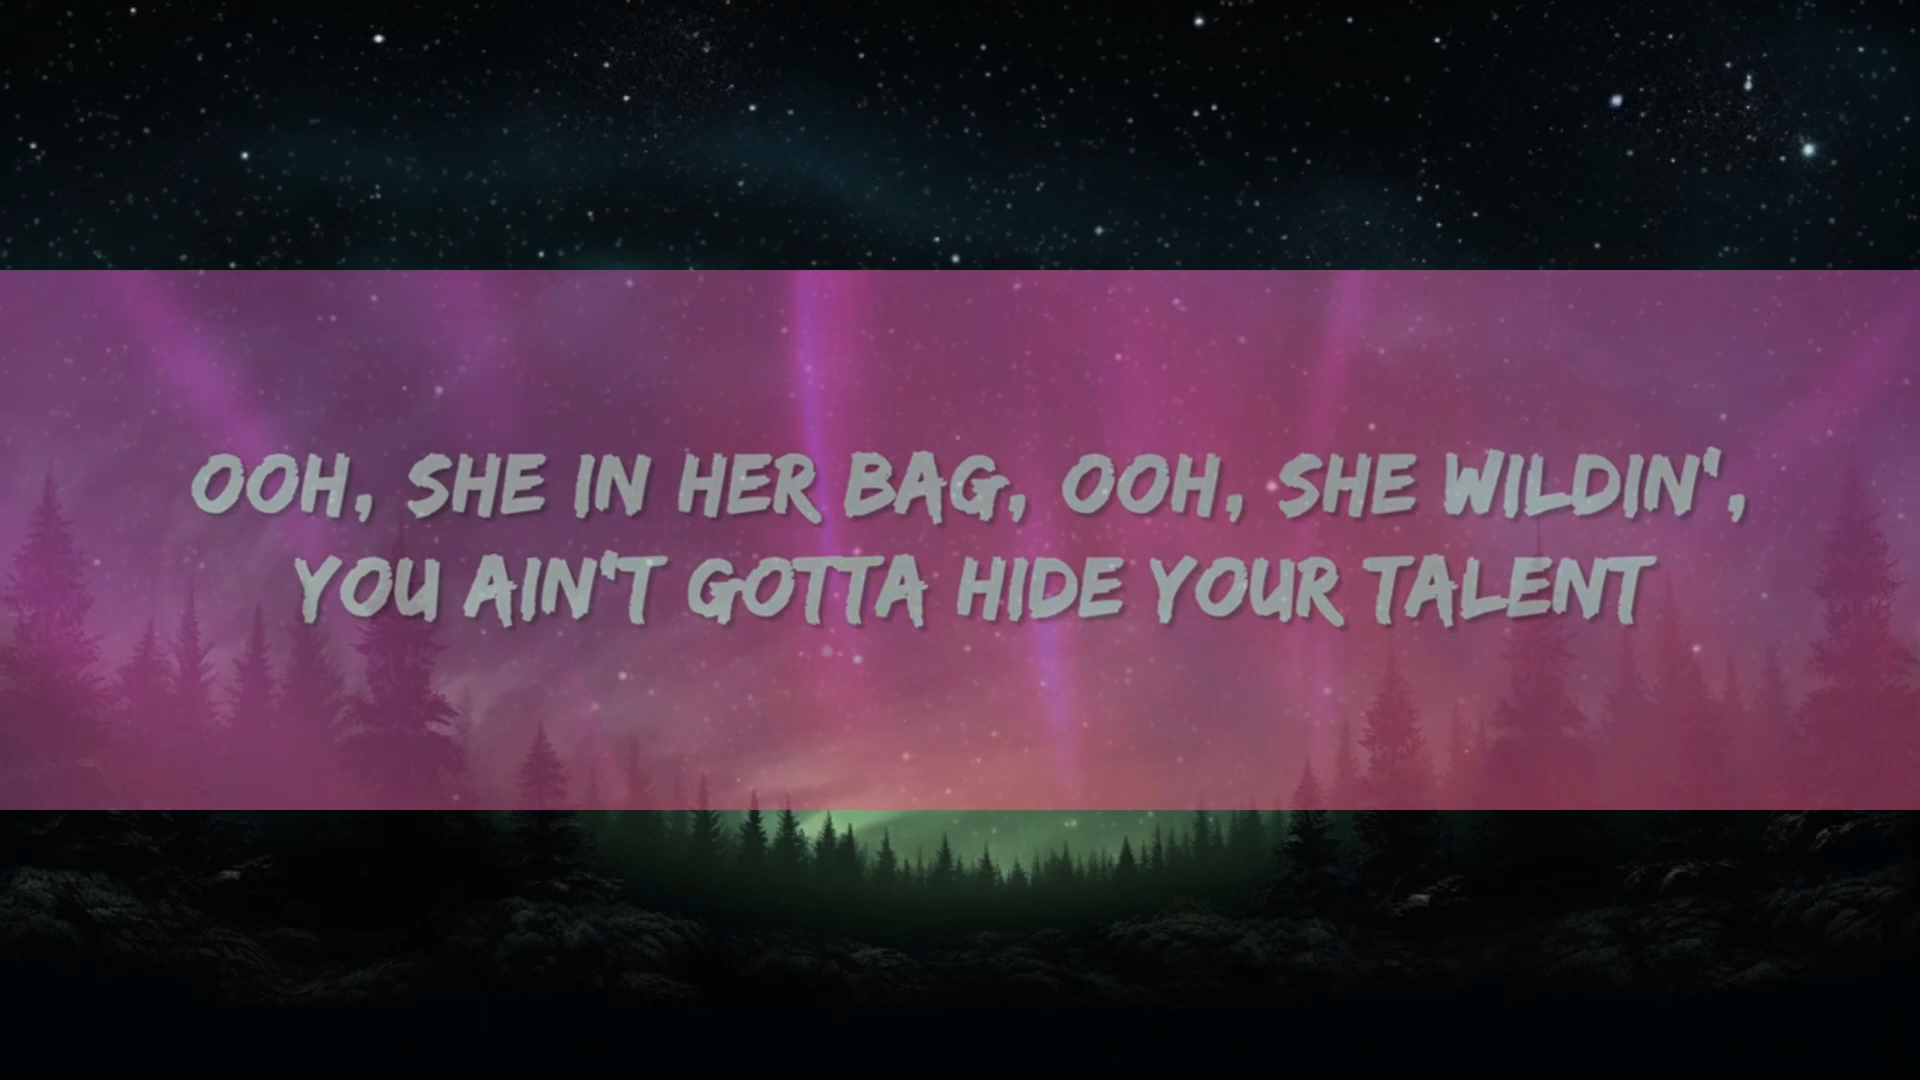 OOH, SHE IN HER BAG, OOH, SHE WILDIN',
YOU AIN'T GOTTA HIDE YOUR TALENT